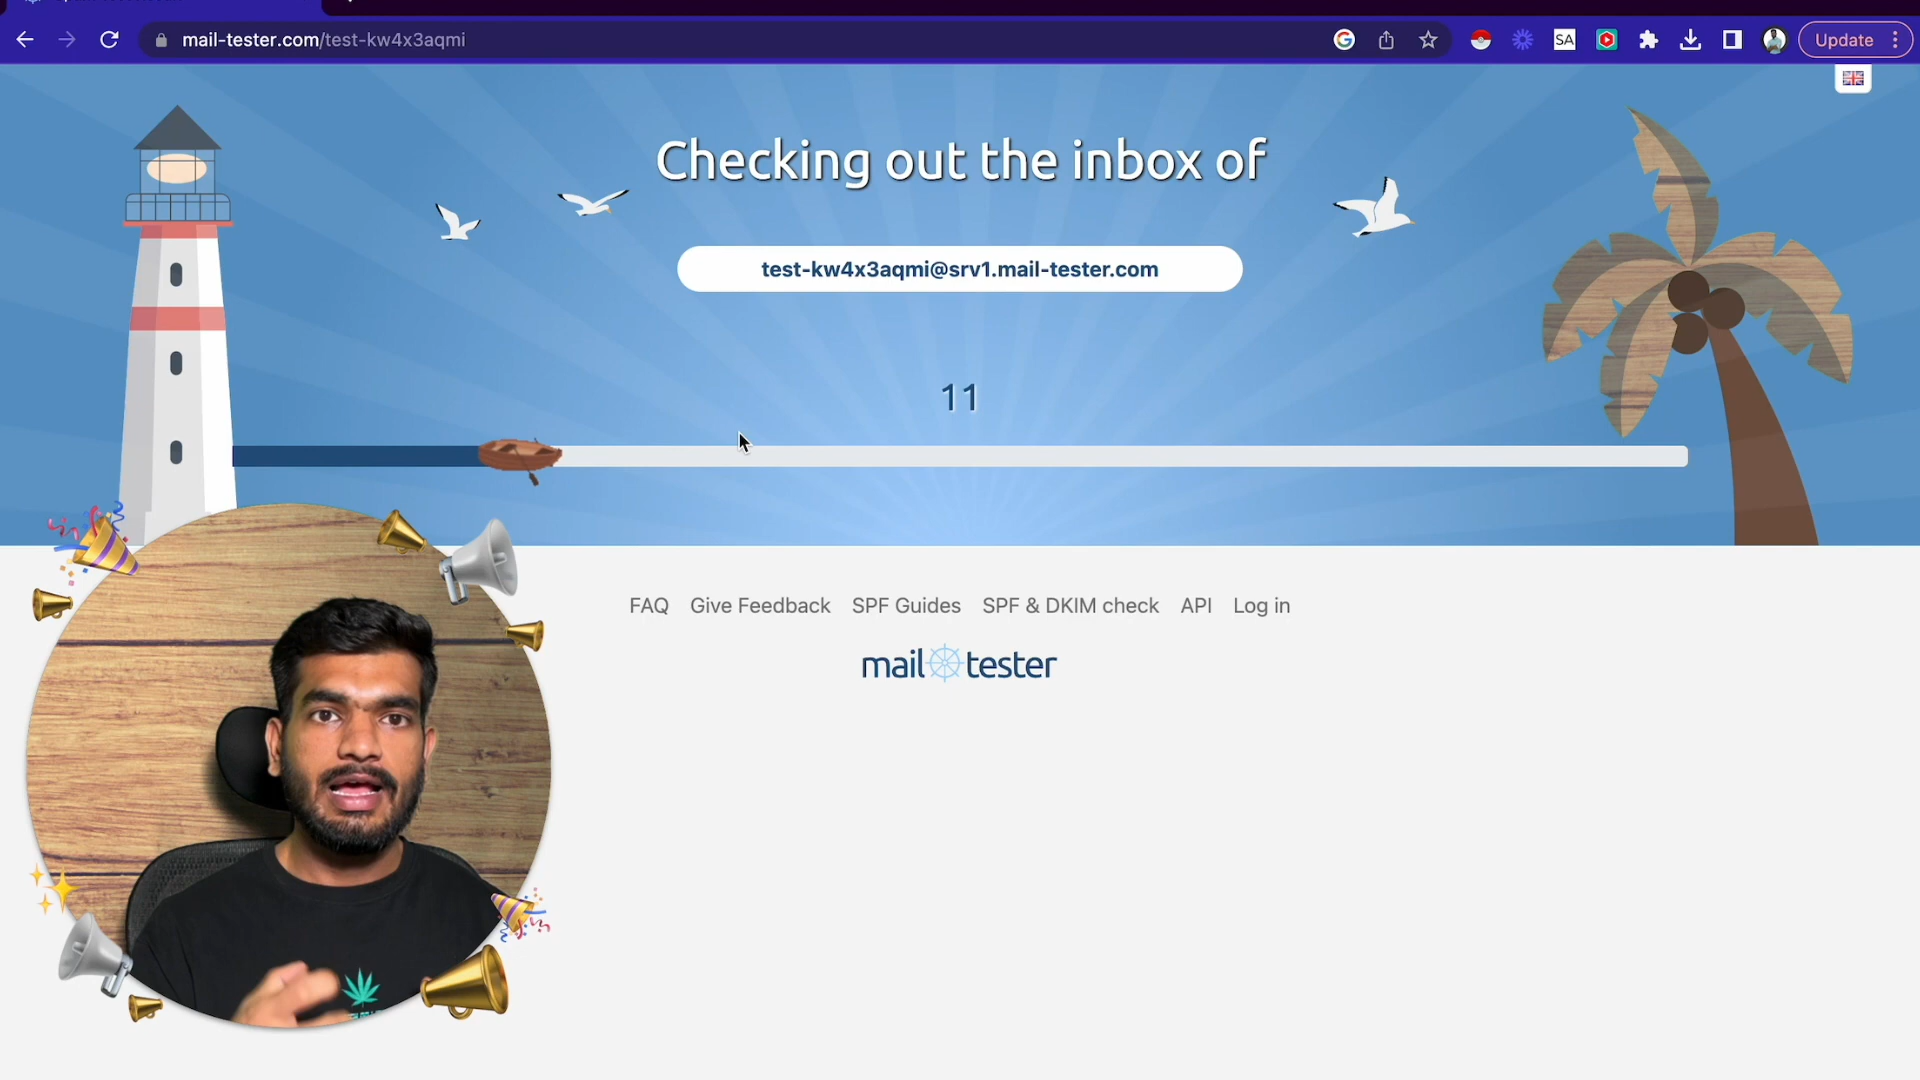 mail-tester.com/test-kw4x3aqmi
SA
Update
Checking out the inbox of
test-kw4x3aqmi@srv1.mail-tester.com
11
FAQ Give Feedback SPF Guides SPF & DKIM check API Log in
mail tester